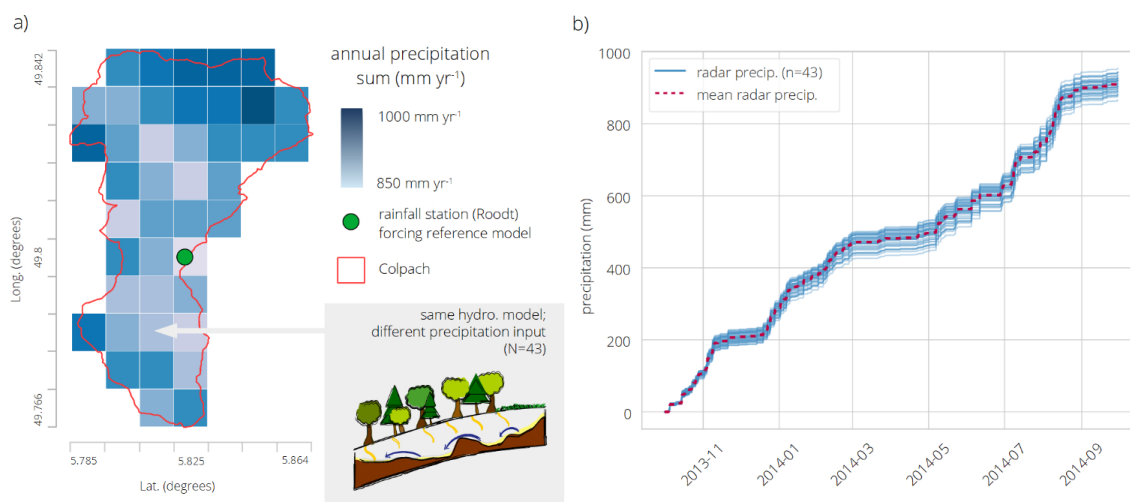 a)
annual precipitation
sum (mm yr⁻¹)
1000 mm yr⁻¹
850 mm yr⁻¹
rainfall station (Roodt)
forcing reference model
Colpach
same hydro. model;
different precipitation input
(N=43)
49.842
49.8
49.766
Long. (degrees)
5.785
5.825
5.864
Lat. (degrees)
b)
radar precip. (n=43)
mean radar precip.
1000
800
600
400
200
0
precipitation (mm)
2013-11
2014-01
2014-03
2014-05
2014-07
2014-09